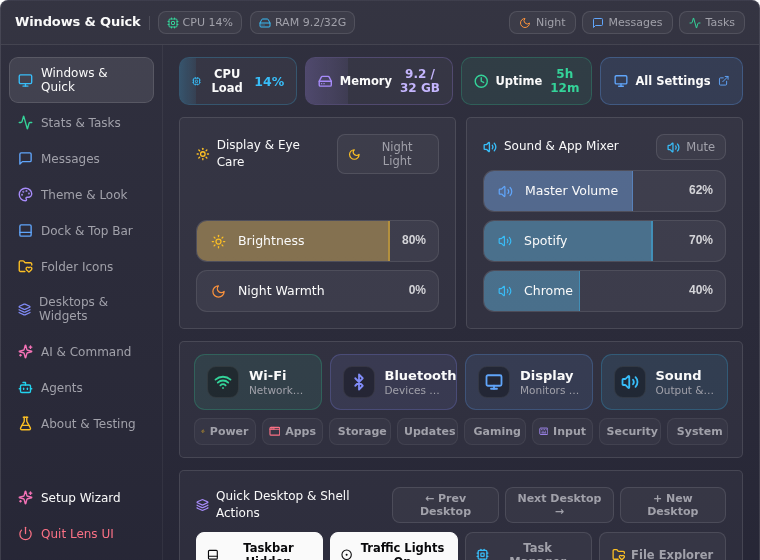 Windows & Quick
CPU 14%
RAM 9.2/32G
Night
Messages
Tasks
Windows &
Quick
Stats & Tasks
Messages
Theme & Look
Dock & Top Bar
Folder Icons
Desktops &
Widgets
AI & Command
Agents
About & Testing
Setup Wizard
Quit Lens UI
CPU
Load
14%
Memory
9.2 /
32 GB
Uptime
5h
12m
All Settings
Display & Eye
Care
Night
Light
Brightness
80%
Night Warmth
0%
Sound & App Mixer
Mute
Master Volume
62%
Spotify
70%
Chrome
40%
Wi-Fi
Network...
Bluetooth
Devices ...
Display
Monitors ...
Sound
Output &...
Power
Apps
Storage
Updates
Gaming
Input
Security
System
Quick Desktop & Shell
Actions
← Prev
Desktop
Next Desktop
→
+ New
Desktop
Taskbar
Hidden
Traffic Lights
On
Task
Manager
File Explorer